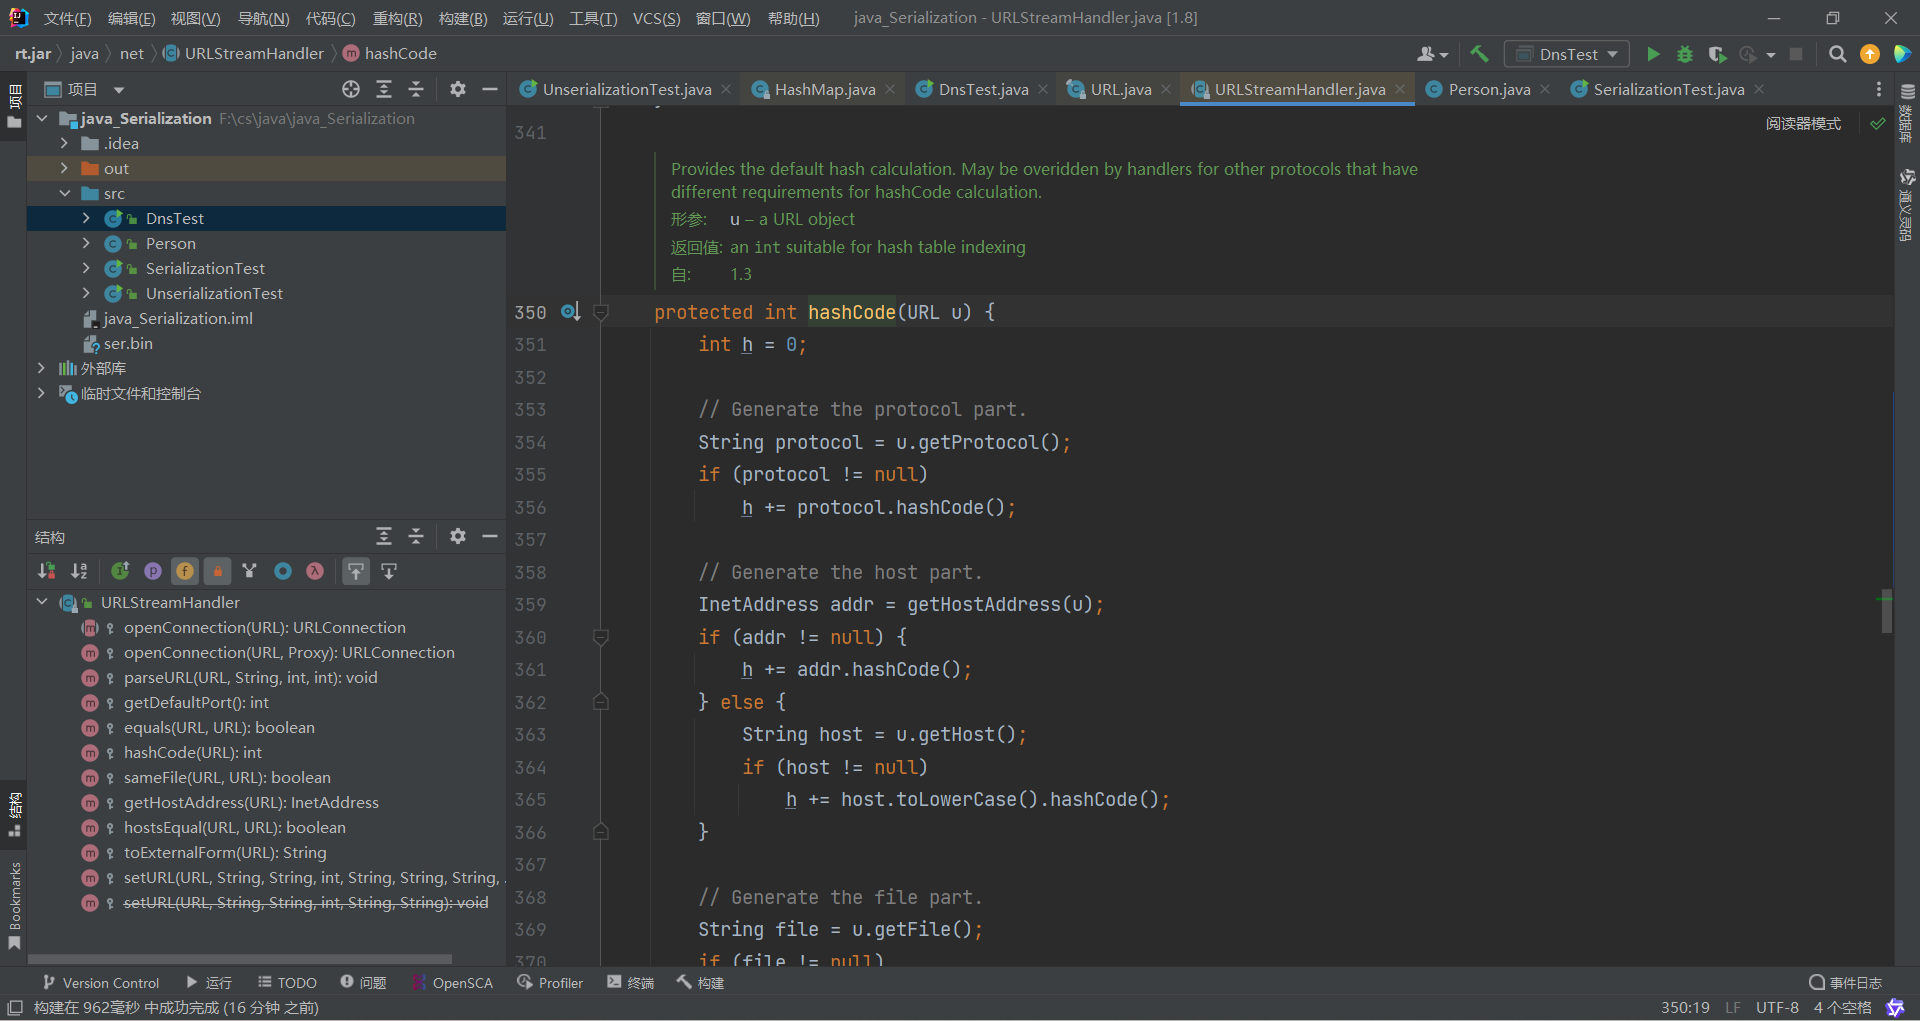 文件(F) 编辑(E) 视图(V) 导航(N) 代码(C) 重构(R) 构建(B) 运行(U) 工具(T) VCS(S) 窗口(W) 帮助(H) java_Serialization - URLStreamHandler.java [1.8]
rt.jar java net URLStreamHandler hashCode DnsTest
项目
UnserializationTest.java HashMap.java DnsTest.java URL.java URLStreamHandler.java Person.java SerializationTest.java
项目
java_Serialization F:\cs\java\java_Serialization
.idea
out
src
DnsTest
Person
SerializationTest
UnserializationTest
java_Serialization.iml
ser.bin
外部库
临时文件和控制台
结构
URLStreamHandler
openConnection(URL): URLConnection
openConnection(URL, Proxy): URLConnection
parseURL(URL, String, int, int): void
getDefaultPort(): int
equals(URL, URL): boolean
hashCode(URL): int
sameFile(URL, URL): boolean
getHostAddress(URL): InetAddress
hostsEqual(URL, URL): boolean
toExternalForm(URL): String
setURL(URL, String, String, int, String, String, String, .
setURL(URL, String, String, int, String, String): void
结构
Bookmarks
阅读器模式
341
Provides the default hash calculation. May be overidden by handlers for other protocols that have
different requirements for hashCode calculation.
形参: u – a URL object
返回值: an int suitable for hash table indexing
自: 1.3
350 protected int hashCode(URL u) {
351 int h = 0;
352
353 // Generate the protocol part.
354 String protocol = u.getProtocol();
355 if (protocol != null)
356 h += protocol.hashCode();
357
358 // Generate the host part.
359 InetAddress addr = getHostAddress(u);
360 if (addr != null) {
361 h += addr.hashCode();
362 } else {
363 String host = u.getHost();
364 if (host != null)
365 h += host.toLowerCase().hashCode();
366 }
367
368 // Generate the file part.
369 String file = u.getFile();
370 if (file != null)
数据库
通义灵码
Version Control 运行 TODO 问题 OpenSCA Profiler 终端 构建 事件日志
构建在 962毫秒 中成功完成 (16 分钟 之前) 350:19 LF UTF-8 4 个空格